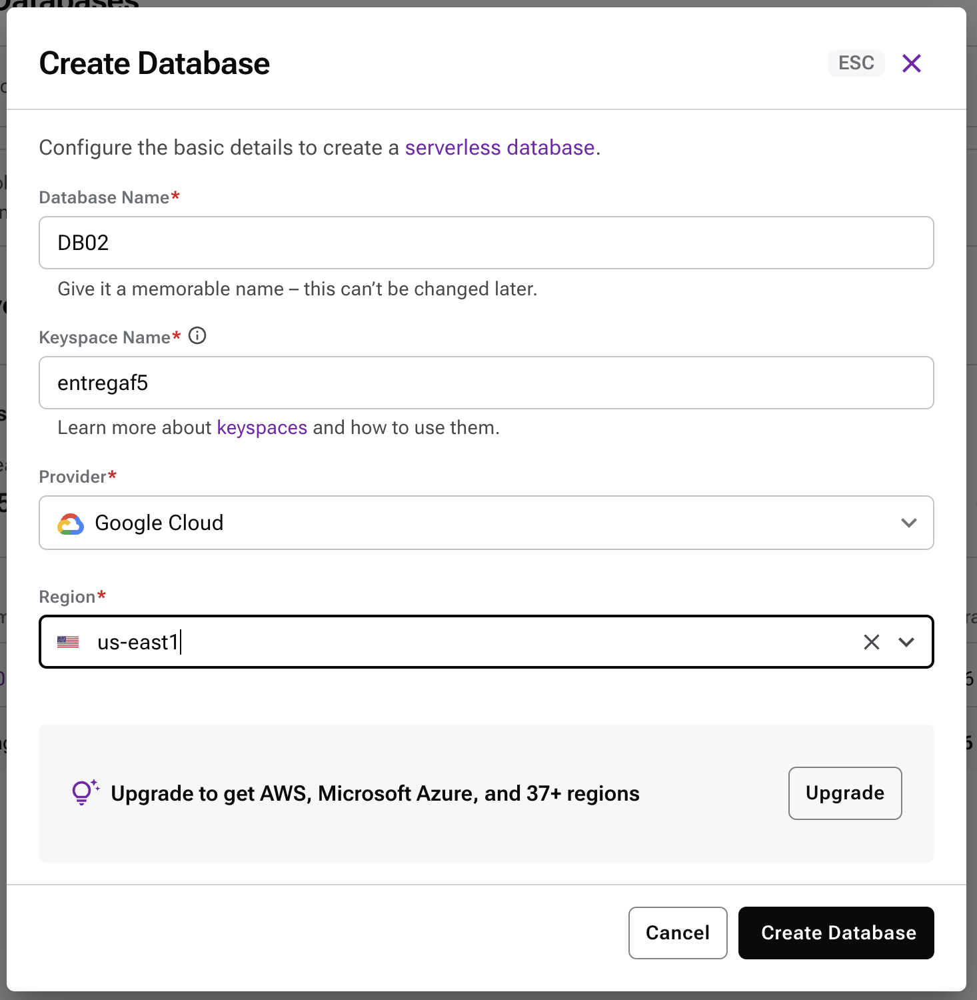 Databases
Create Database
ESC
Configure the basic details to create a serverless database.
Database Name*
DB02
Give it a memorable name – this can’t be changed later.
Keyspace Name*
entregaf5
Learn more about keyspaces and how to use them.
Provider*
Google Cloud
Region*
us-east1
Upgrade to get AWS, Microsoft Azure, and 37+ regions
Upgrade
Cancel
Create Database